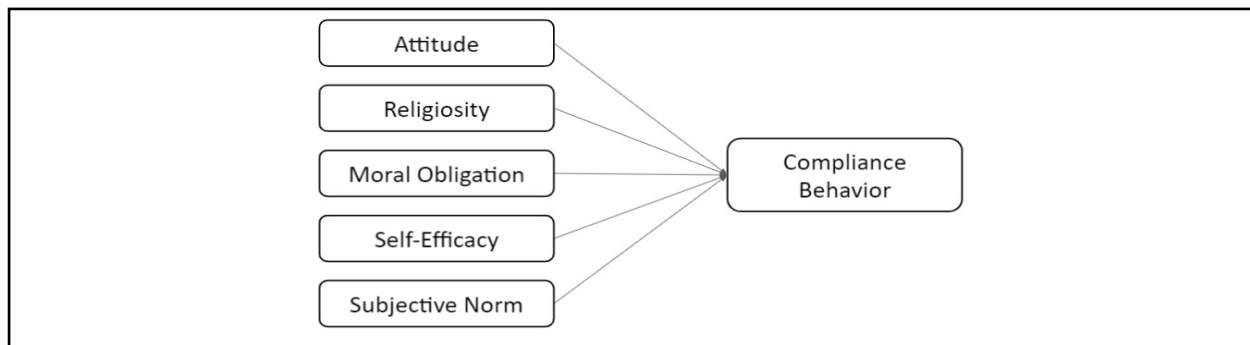 Attitude
Religiosity
Moral Obligation
Self-Efficacy
Subjective Norm
Compliance
Behavior